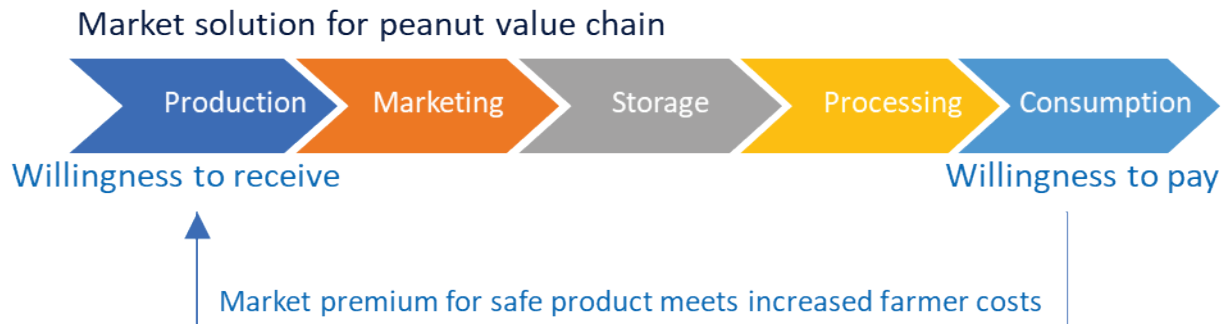 Market solution for peanut value chain
Production Marketing Storage Processing Consumption
Willingness to receive Willingness to pay
Market premium for safe product meets increased farmer costs